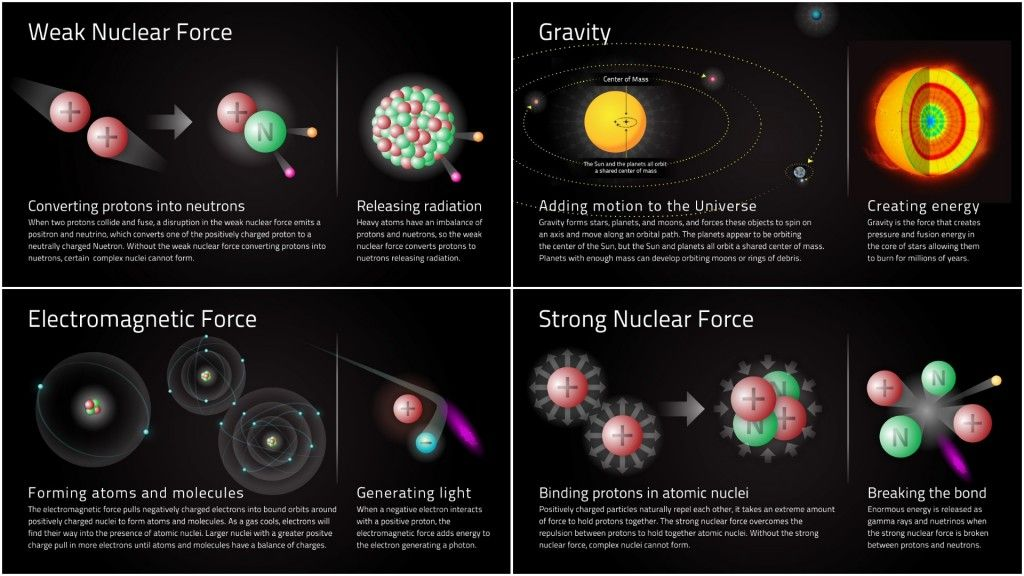 Weak Nuclear Force
+
+
+
N
Converting protons into neutrons
When two protons collide and fuse, a disruption in the weak nuclear force emits a
positron and neutrino, which converts one of the positively charged proton to a
neutrally charged Nuetron. Without the weak nuclear force converting protons into
nuetrons, certain complex nuclei cannot form.
Releasing radiation
Heavy atoms have an imbalance of
protons and nuetrons, so the weak
nuclear force converts protons to
nuetrons releasing radiation.
Gravity
Center of Mass
The Sun and the planets all orbit
a shared center of mass
Adding motion to the Universe
Gravity forms stars, planets, and moons, and forces these objects to spin on
an axis and move along an orbital path. The planets appear to be orbiting
the center of the Sun, but the Sun and planets all orbit a shared center of mass.
Planets with enough mass can develop orbiting moons or rings of debris.
Creating energy
Gravity is the force that creates
pressure and fusion energy in
the core of stars allowing them
to burn for millions of years.
Electromagnetic Force
+
-
Forming atoms and molecules
The electromagnetic force pulls negatively charged electrons into bound orbits around
positively charged nuclei to form atoms and molecules. As a gas cools, electrons will
find their way into the presence of atomic nuclei. Larger nuclei with a greater positve
charge pull in more electrons until atoms and molecules have a balance of charges.
Generating light
When a negative electron interacts
with a positive proton, the
electromagnetic force adds energy to
the electron generating a photon.
Strong Nuclear Force
+
+
N
+
+
N
+
N
+
N
Binding protons in atomic nuclei
Positively charged particles naturally repel each other, it takes an extreme amount
of force to hold protons together. The strong nuclear force overcomes the
repulsion between protons to hold together atomic nuclei. Without the strong
nuclear force, complex nuclei cannot form.
Breaking the bond
Enormous energy is released as
gamma rays and nuetrinos when
the strong nuclear force is broken
between protons and neutrons.